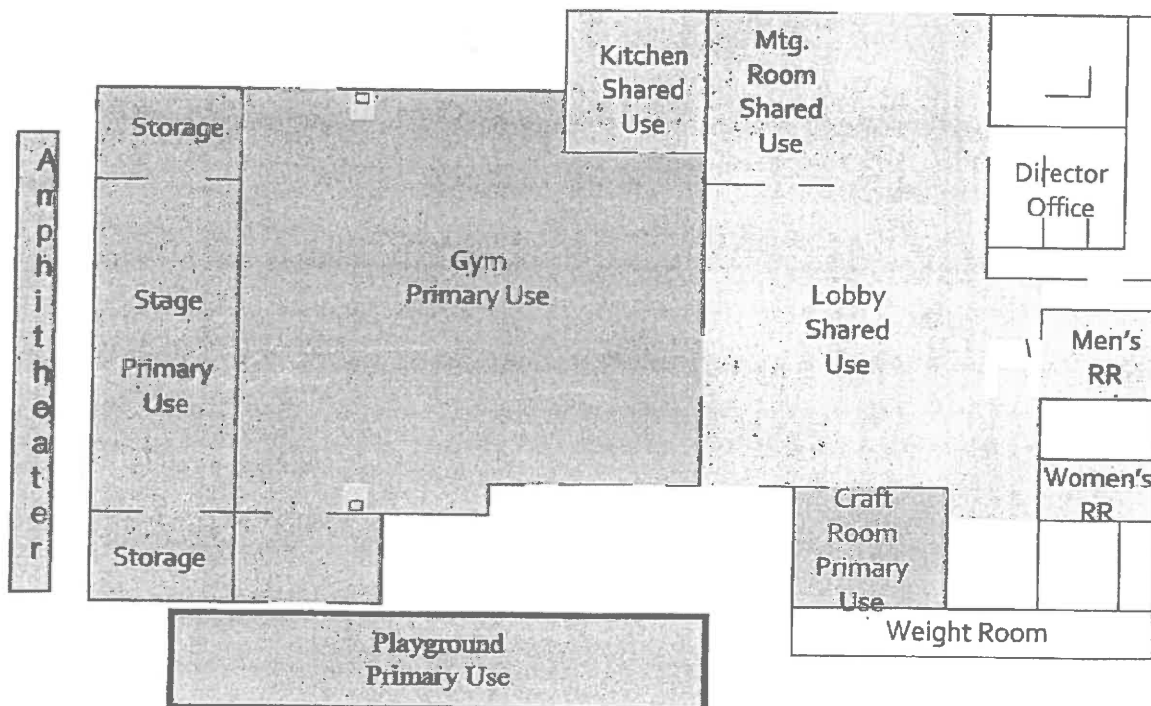 Amphitheater
Storage
Stage
Primary
Use
Storage
Gym
Primary Use
Kitchen
Shared
Use
Mtg.
Room
Shared
Use
Lobby
Shared
Use
Director
Office
Men's
RR
Women's
RR
Craft
Room
Primary
Use
Weight Room
Playground
Primary Use